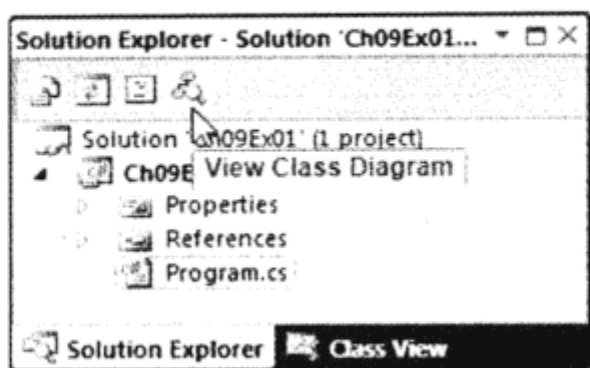 Solution Explorer - Solution 'Ch09Ex01...
Solution 'Ch09Ex01' (1 project)
Ch09E
View Class Diagram
Properties
References
Program.cs
Solution Explorer
Class View